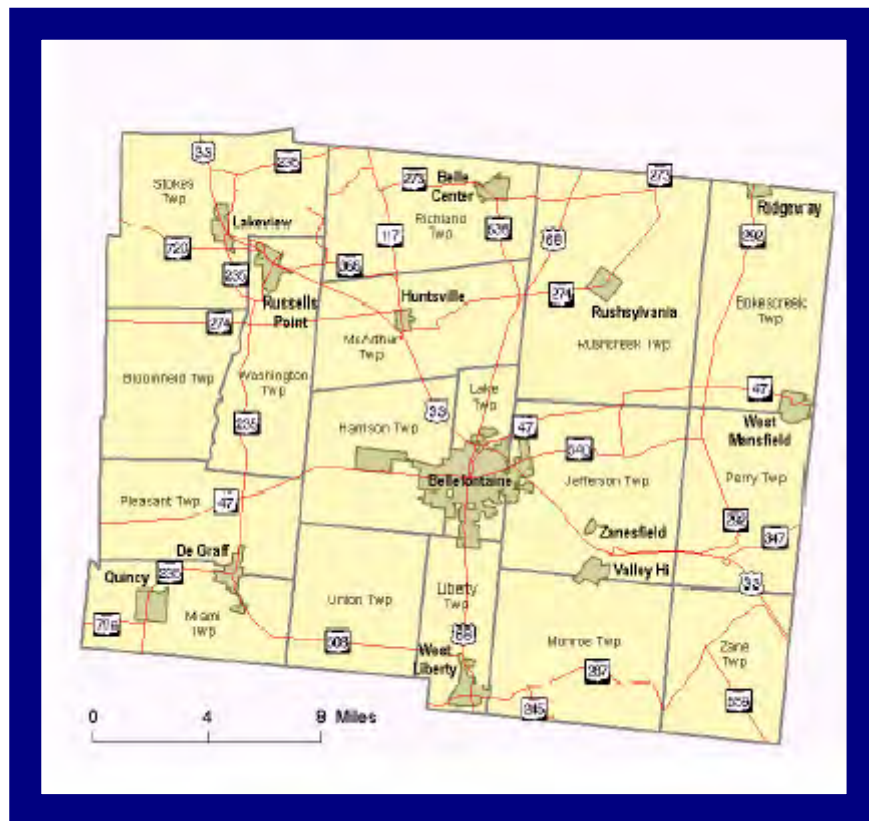 33
235
273
Belle
Center
273
Stokes
Twp
Richland
Twp
Ridgeway
Lakeview
117
68
292
720
366
235
Russells
Point
Huntsville
274
Rushsylvania
Bokescreek
Twp
274
McArthur
Twp
Rushcreek Twp
Bloomfield Twp
Washington
Twp
Lake
Twp
47
33
West
Mansfield
235
Harrison Twp
47
540
Bellefontaine
Jefferson Twp
Perry Twp
Pleasant Twp
47
Zanesfield
292
347
De Graff
Valley Hi
33
Quincy
235
Union Twp
Liberty
Twp
Miami
Twp
706
508
68
West
Liberty
Monroe Twp
Zane
Twp
287
245
559
0 4 8 Miles